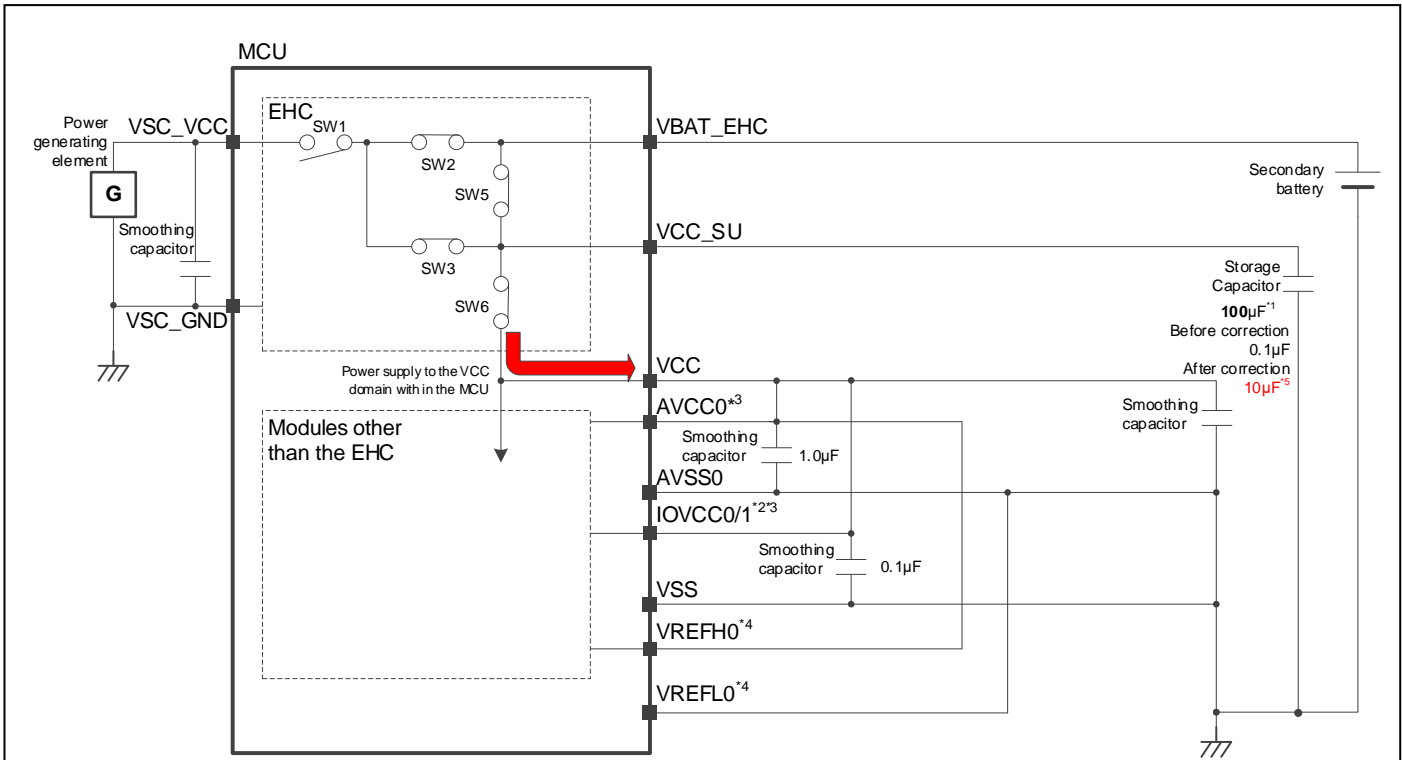 MCU
EHC
Power
generating
element
VSC_VCC
SW1
SW2
VBAT_EHC
G
Smoothing
capacitor
SW5
Secondary
battery
VCC_SU
SW3
Storage
Capacitor
100µF*1
Before correction
0.1µF
After correction
10µF*5
SW6
VSC_GND
Power supply to the VCC
domain with in the MCU
VCC
AVCC0*3
Modules other
than the EHC
Smoothing
capacitor
1.0µF
Smoothing
capacitor
AVSS0
IOVCC0/1*2*3
Smoothing
capacitor
0.1µF
VSS
VREFH0*4
VREFL0*4